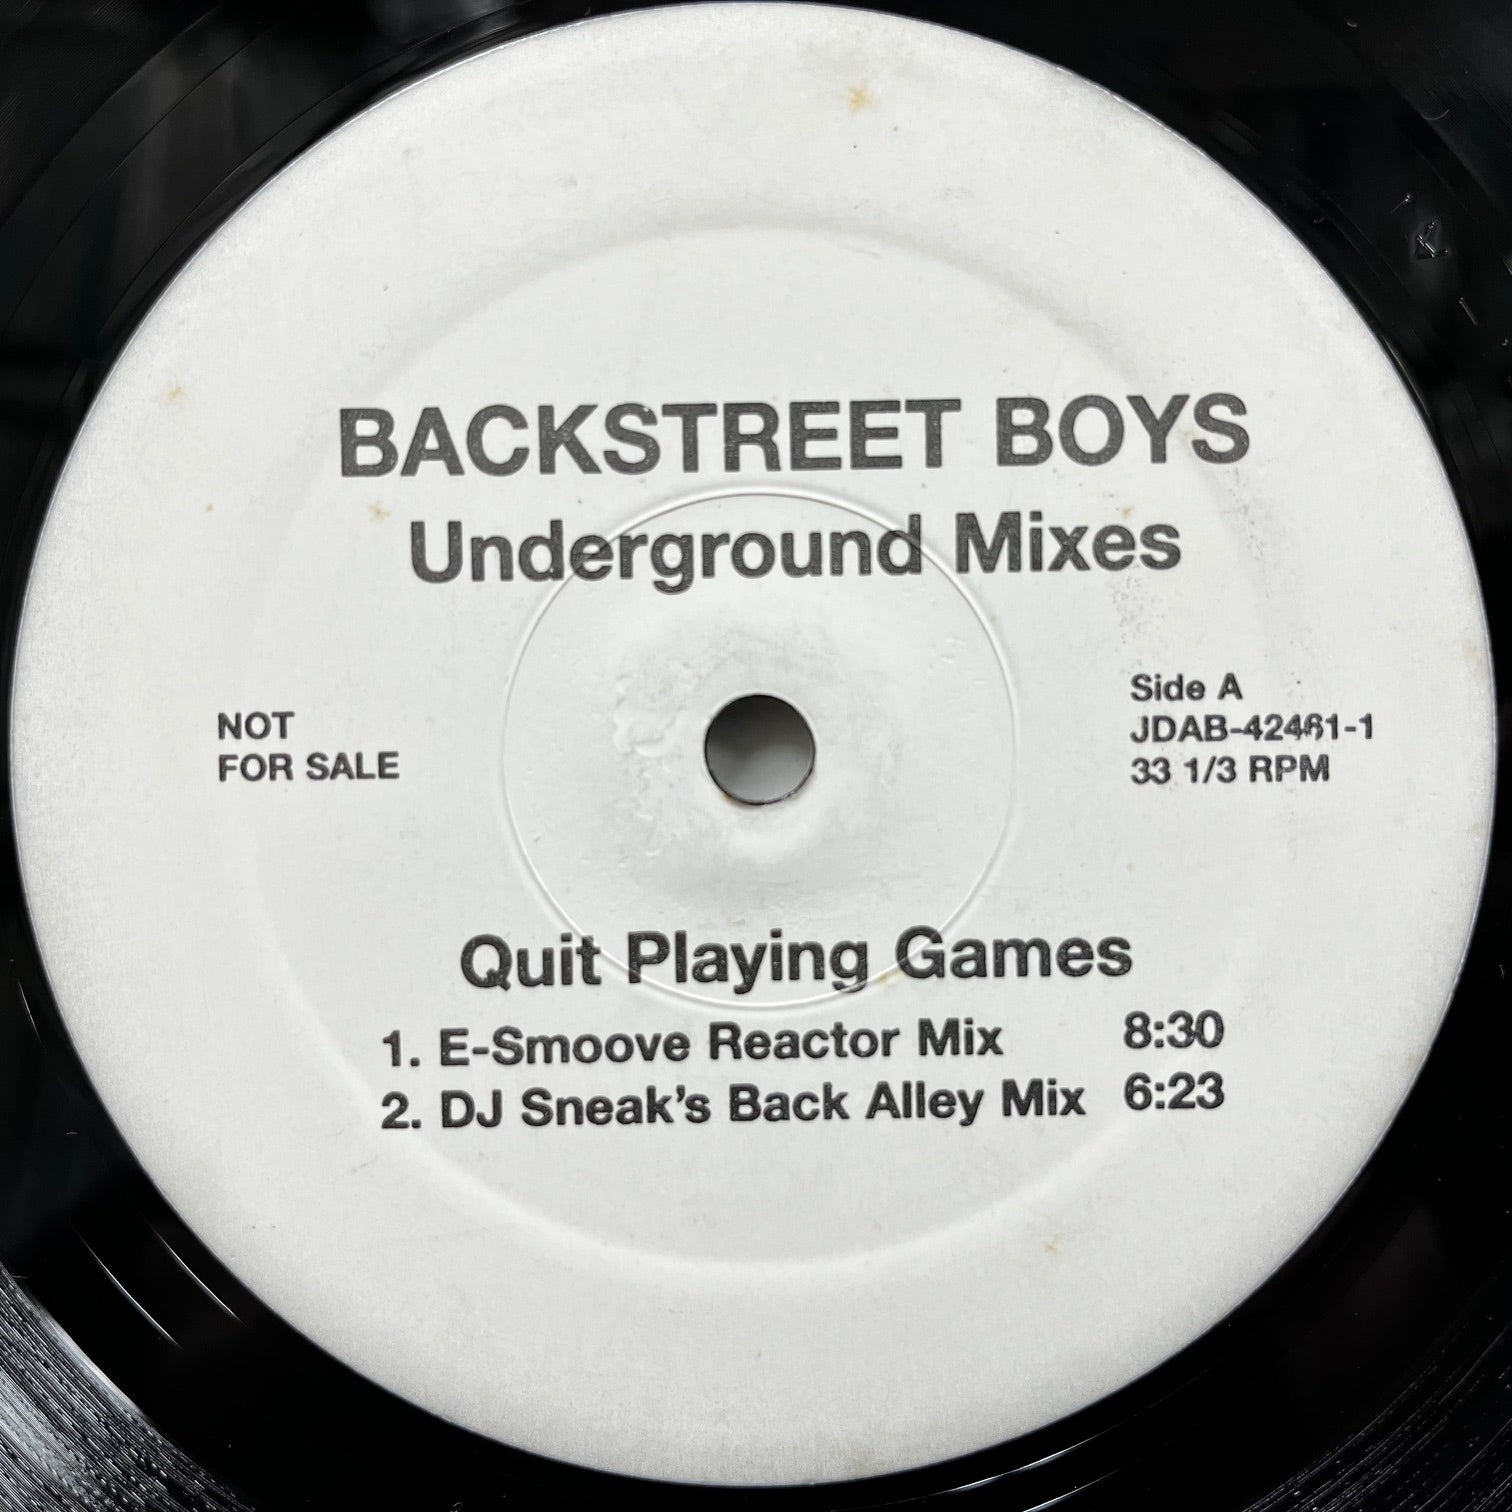 BACKSTREET BOYS
Underground Mixes
NOT
FOR SALE
Side A
JDAB-42461-1
33 1/3 RPM
Quit Playing Games
1. E-Smoove Reactor Mix 8:30
2. DJ Sneak's Back Alley Mix 6:23